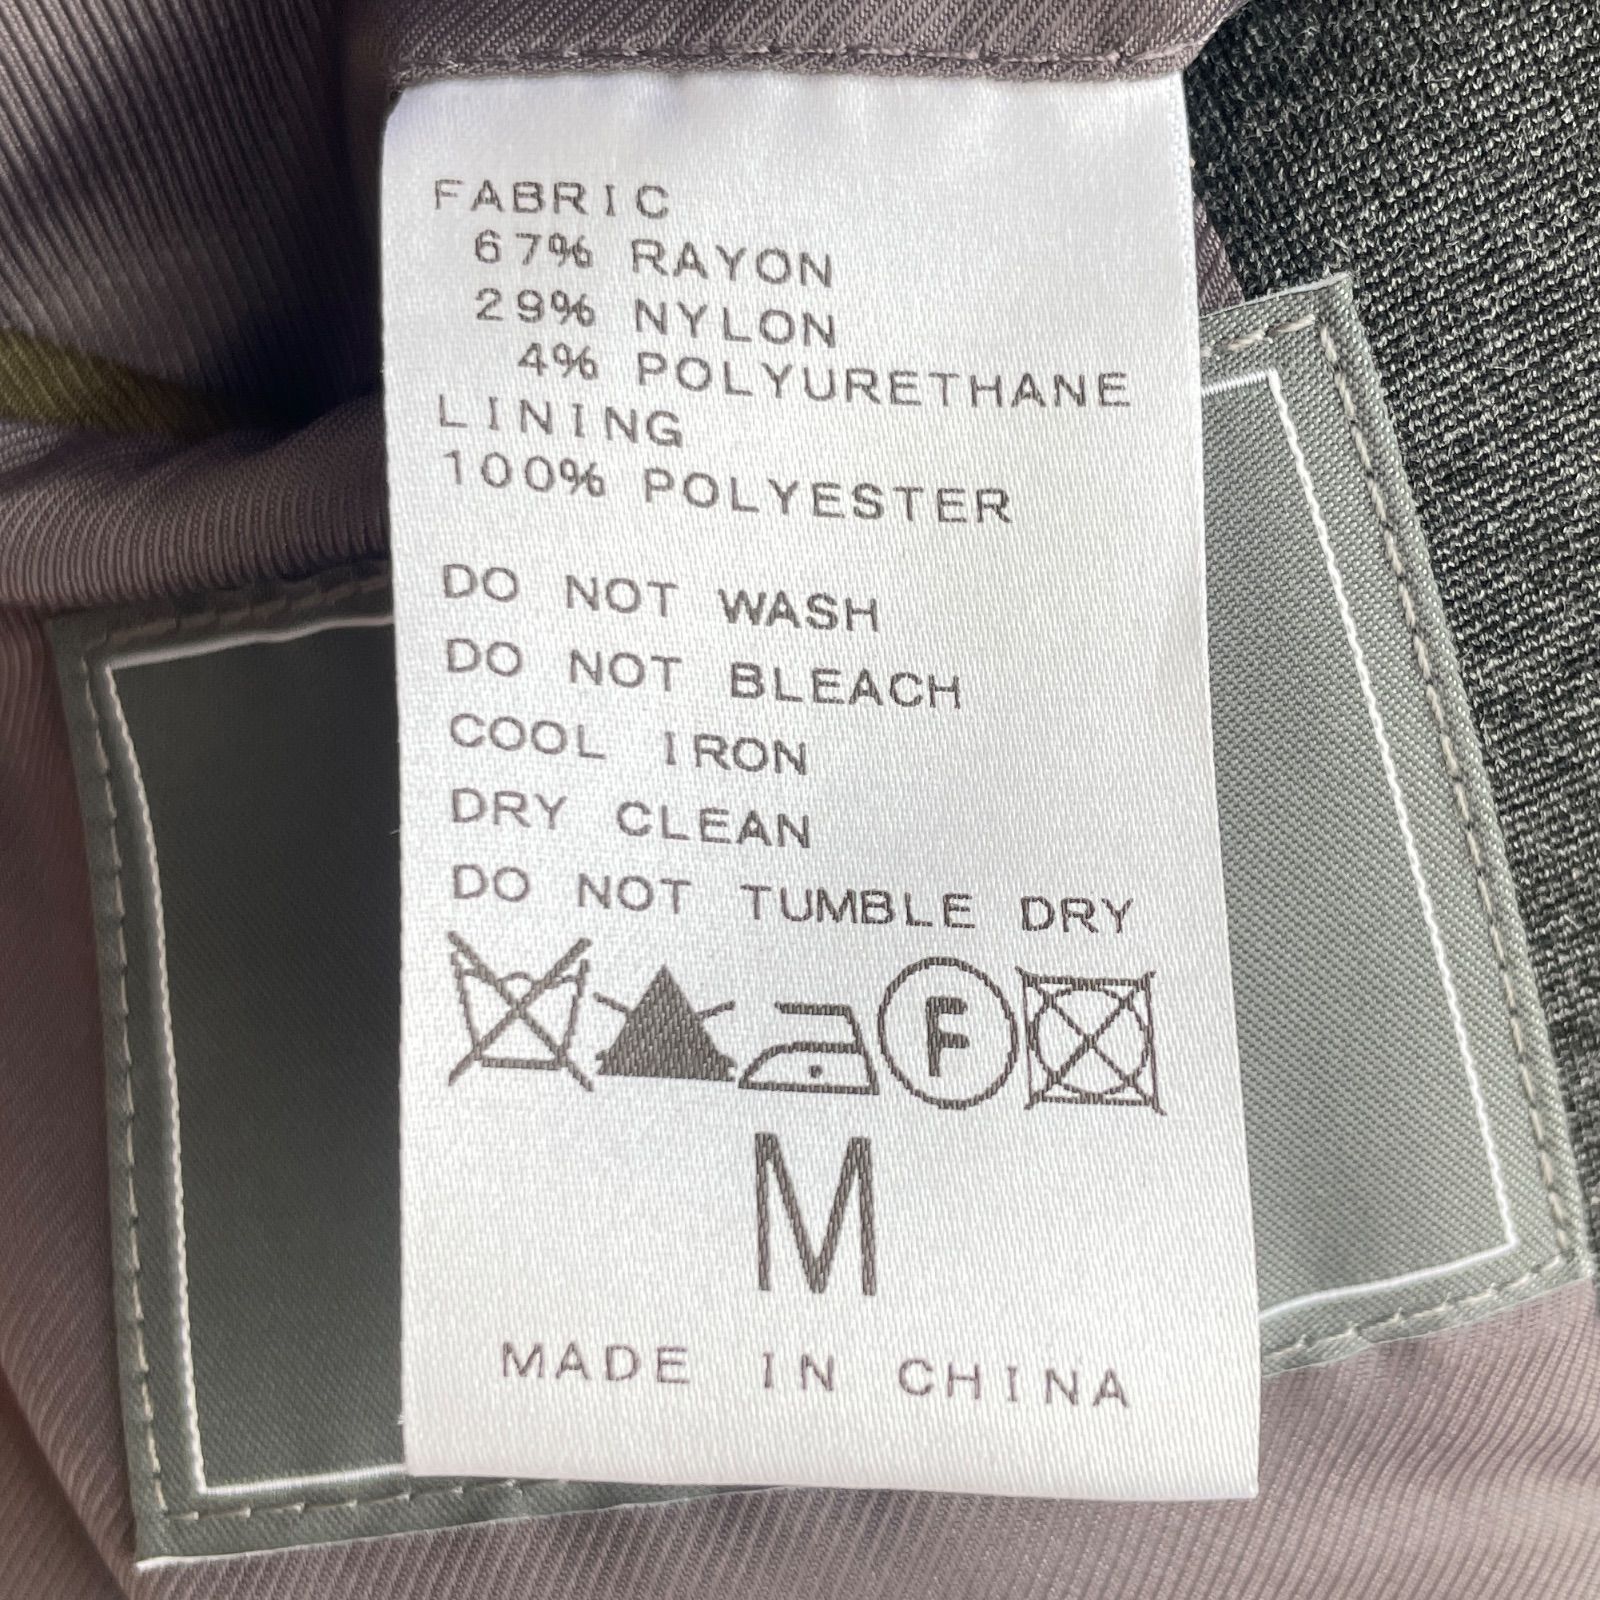 FABRIC
67% RAYON
29% NYLON
4% POLYURETHANE
LINING
100% POLYESTER
DO NOT WASH
DO NOT BLEACH
COOL IRON
DRY CLEAN
DO NOT TUMBLE DRY
F
M
MADE IN CHINA